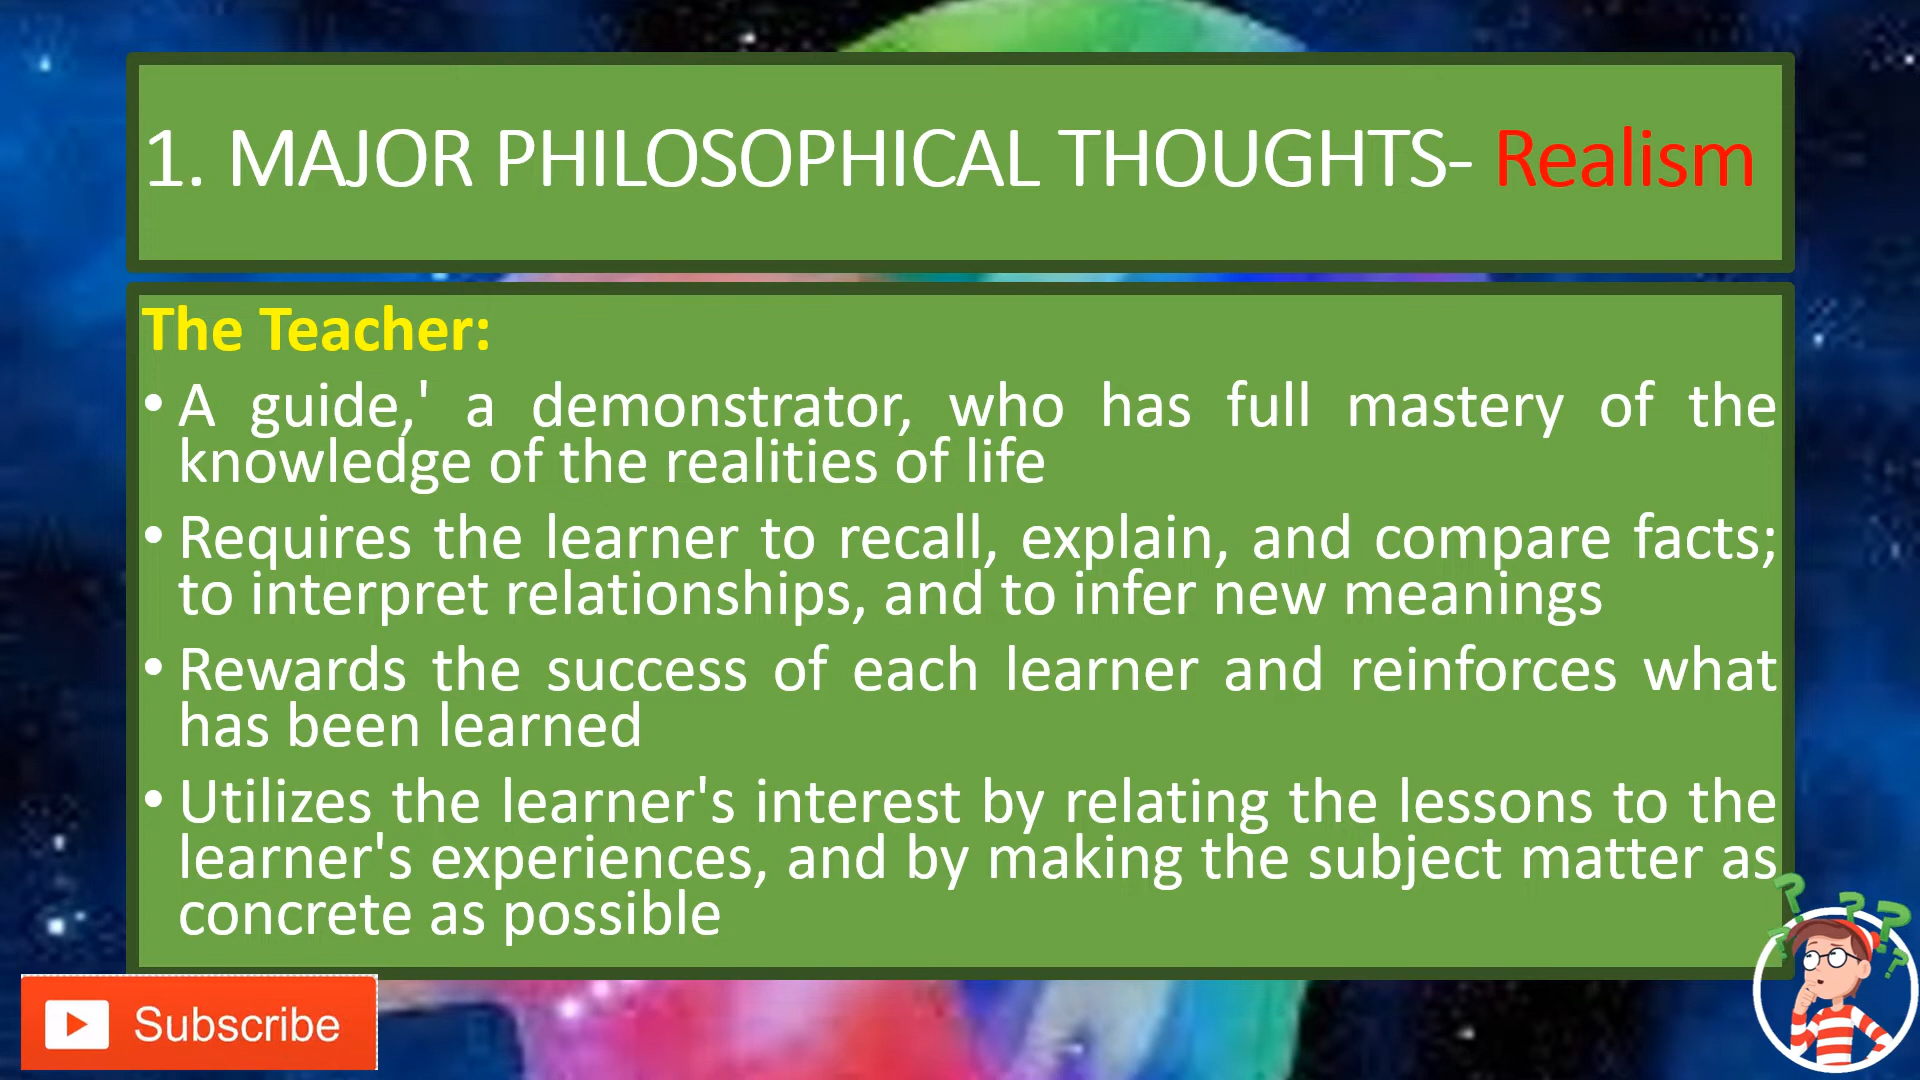 1. MAJOR PHILOSOPHICAL THOUGHTS- Realism
The Teacher:
• A guide,' a demonstrator, who has full mastery of the
knowledge of the realities of life
• Requires the learner to recall, explain, and compare facts;
to interpret relationships, and to infer new meanings
• Rewards the success of each learner and reinforces what
has been learned
• Utilizes the learner's interest by relating the lessons to the
learner's experiences, and by making the subject matter as
concrete as possible
? ? ? ? ?
Subscribe